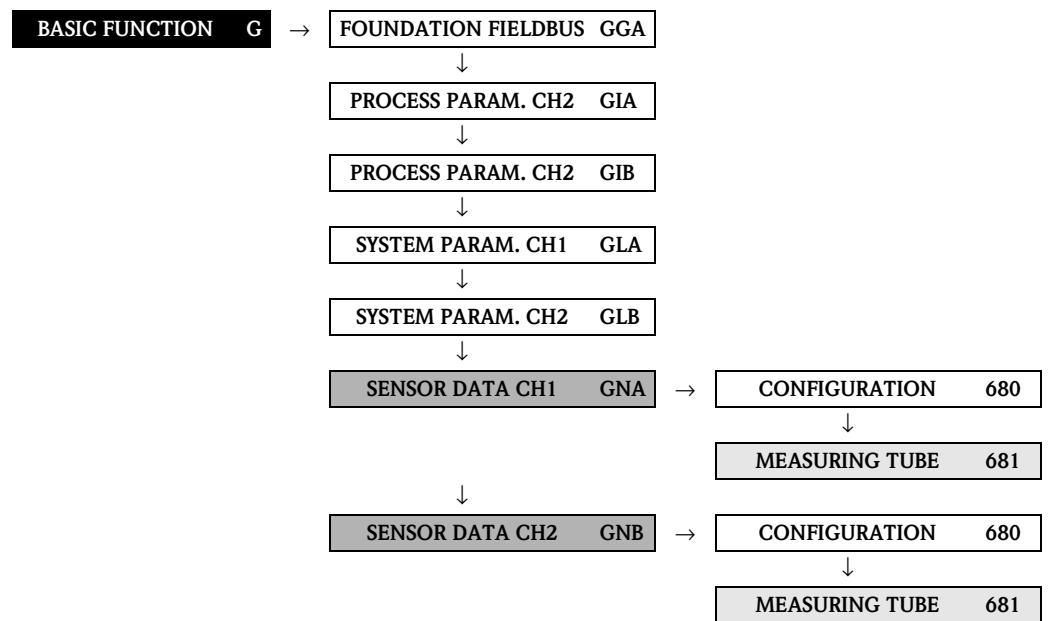 BASIC FUNCTION G → FOUNDATION FIELDBUS GGA
↓
PROCESS PARAM. CH2 GIA
↓
PROCESS PARAM. CH2 GIB
↓
SYSTEM PARAM. CH1 GLA
↓
SYSTEM PARAM. CH2 GLB
↓
SENSOR DATA CH1 GNA → CONFIGURATION 680
↓
MEASURING TUBE 681
↓
SENSOR DATA CH2 GNB → CONFIGURATION 680
↓
MEASURING TUBE 681